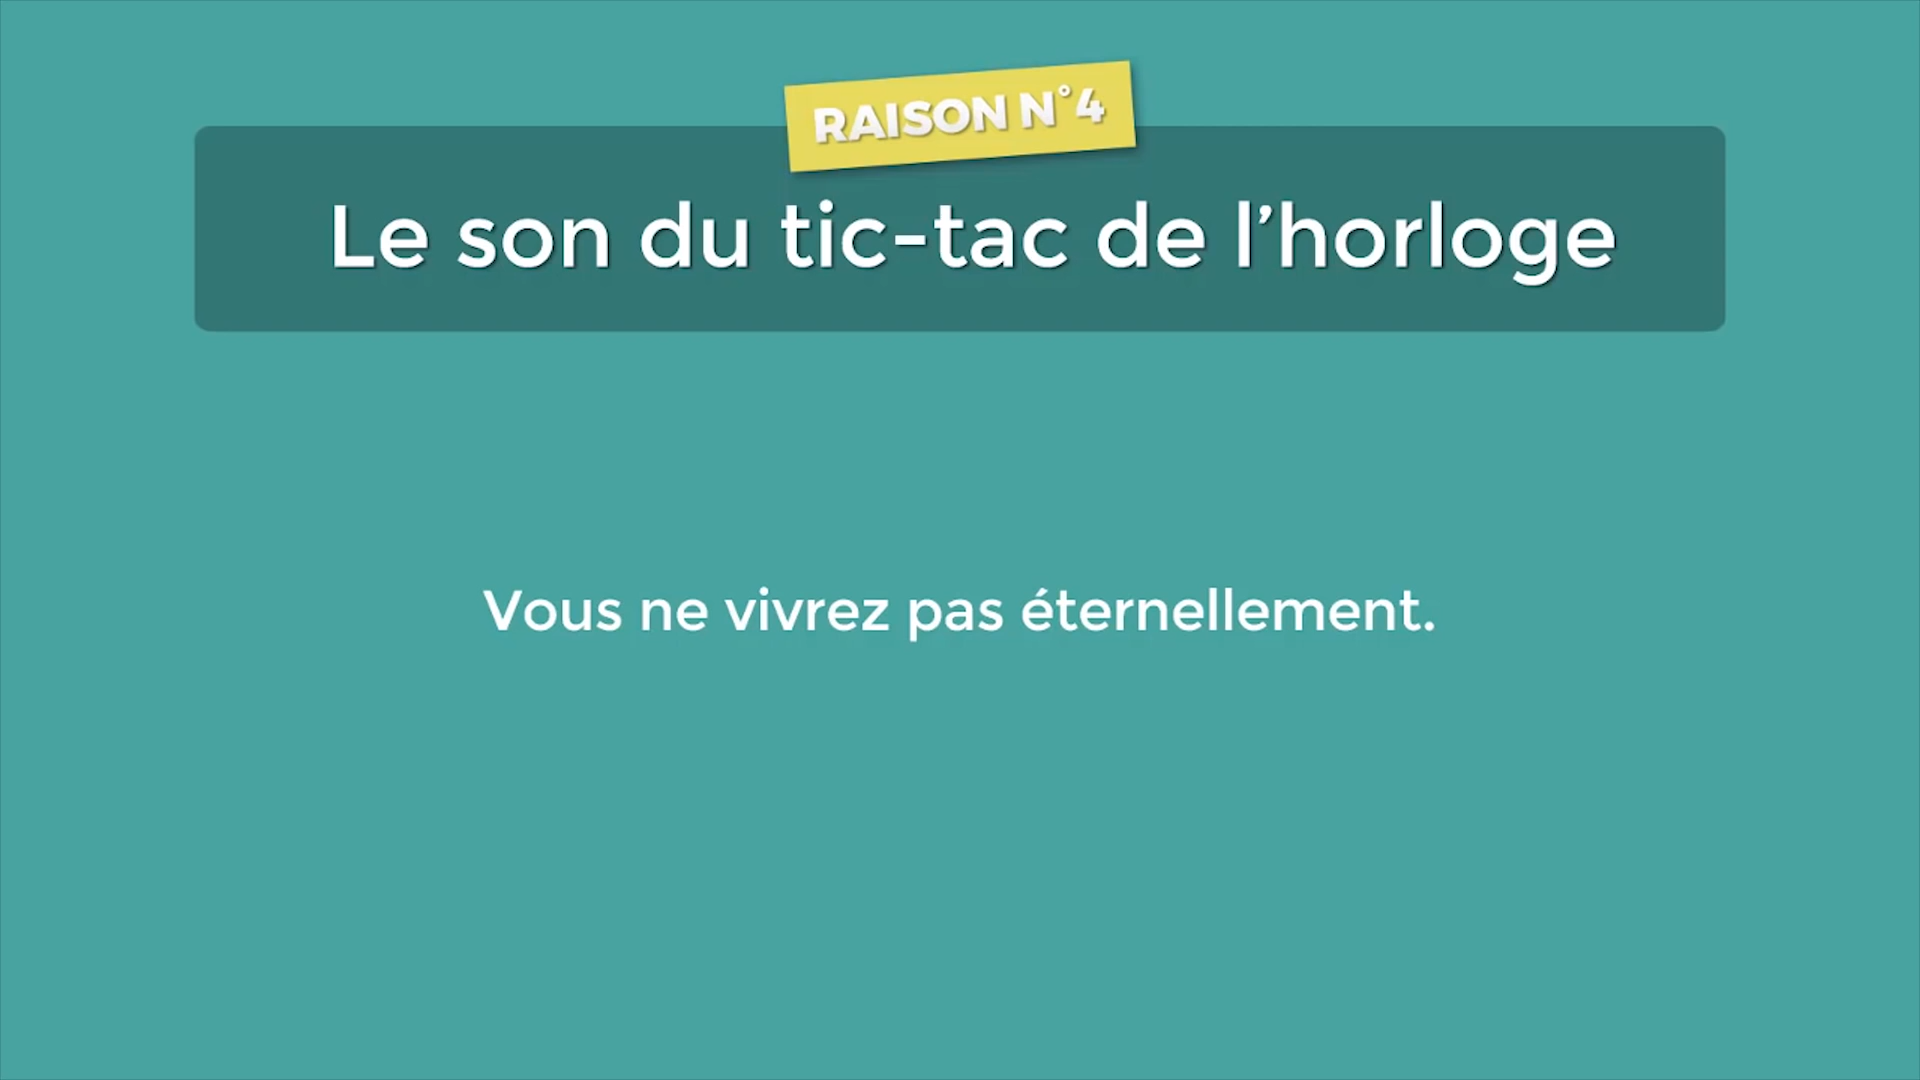 RAISON N°4
Le son du tic-tac de l’horloge
Vous ne vivrez pas éternellement.